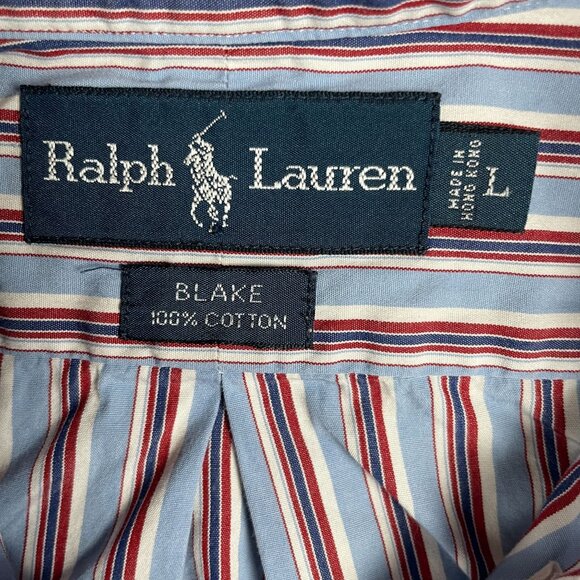 Ralph Lauren
MADE IN
HONG KONG
L
BLAKE
100% COTTON